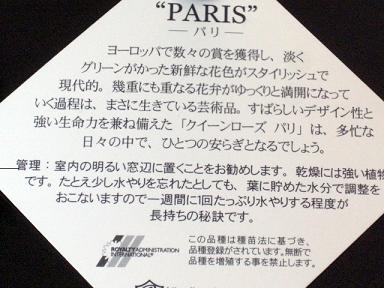 “PARIS”
― パリ ―
ヨーロッパで数々の賞を獲得し、淡く
グリーンがかった新鮮な花色がスタイリッシュで
現代的。幾重にも重なる花弁がゆっくりと満開になって
いく過程は、まさに生きている芸術品。すばらしいデザイン性と
強い生命力を兼ね備えた「クイーンローズ パリ」は、多忙な
日々の中で、ひとつの安らぎとなるでしょう。
管理：室内の明るい窓辺に置くことをお勧めします。乾燥には強い植物
です。たとえ少し水やりを忘れたとしても、葉に貯めた水分で調整を
おこないますので一週間に1回たっぷり水やりする程度が
長持ちの秘訣です。
ROYALTY ADMINISTRATION
INTERNATIONAL
この品種は種苗法に基づき、
品種登録がされています。無断で
品種を増殖する事を禁止します。